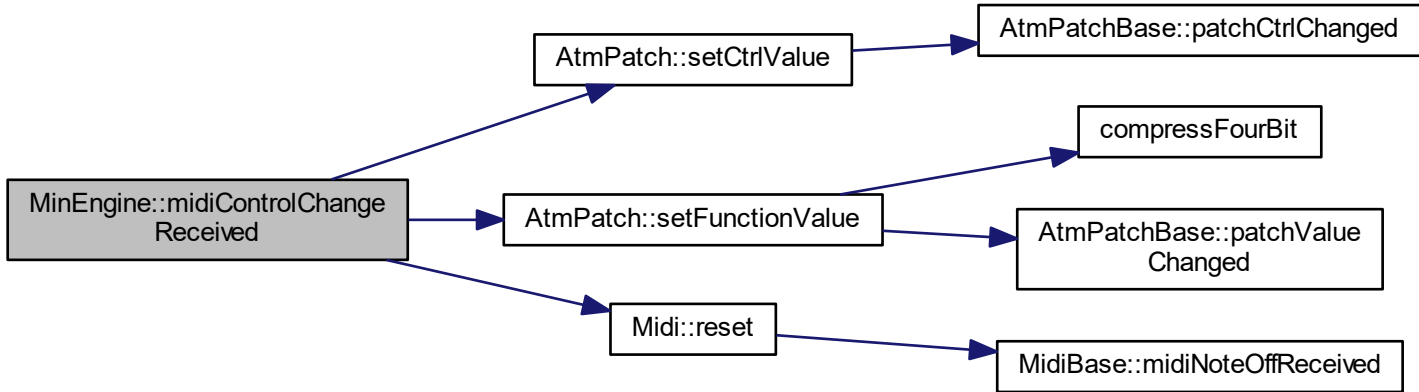 AtmPatchBase::patchCtrlChanged
AtmPatch::setCtrlValue
compressFourBit
MinEngine::midiControlChange
Received
AtmPatch::setFunctionValue
AtmPatchBase::patchValue
Changed
Midi::reset
MidiBase::midiNoteOffReceived